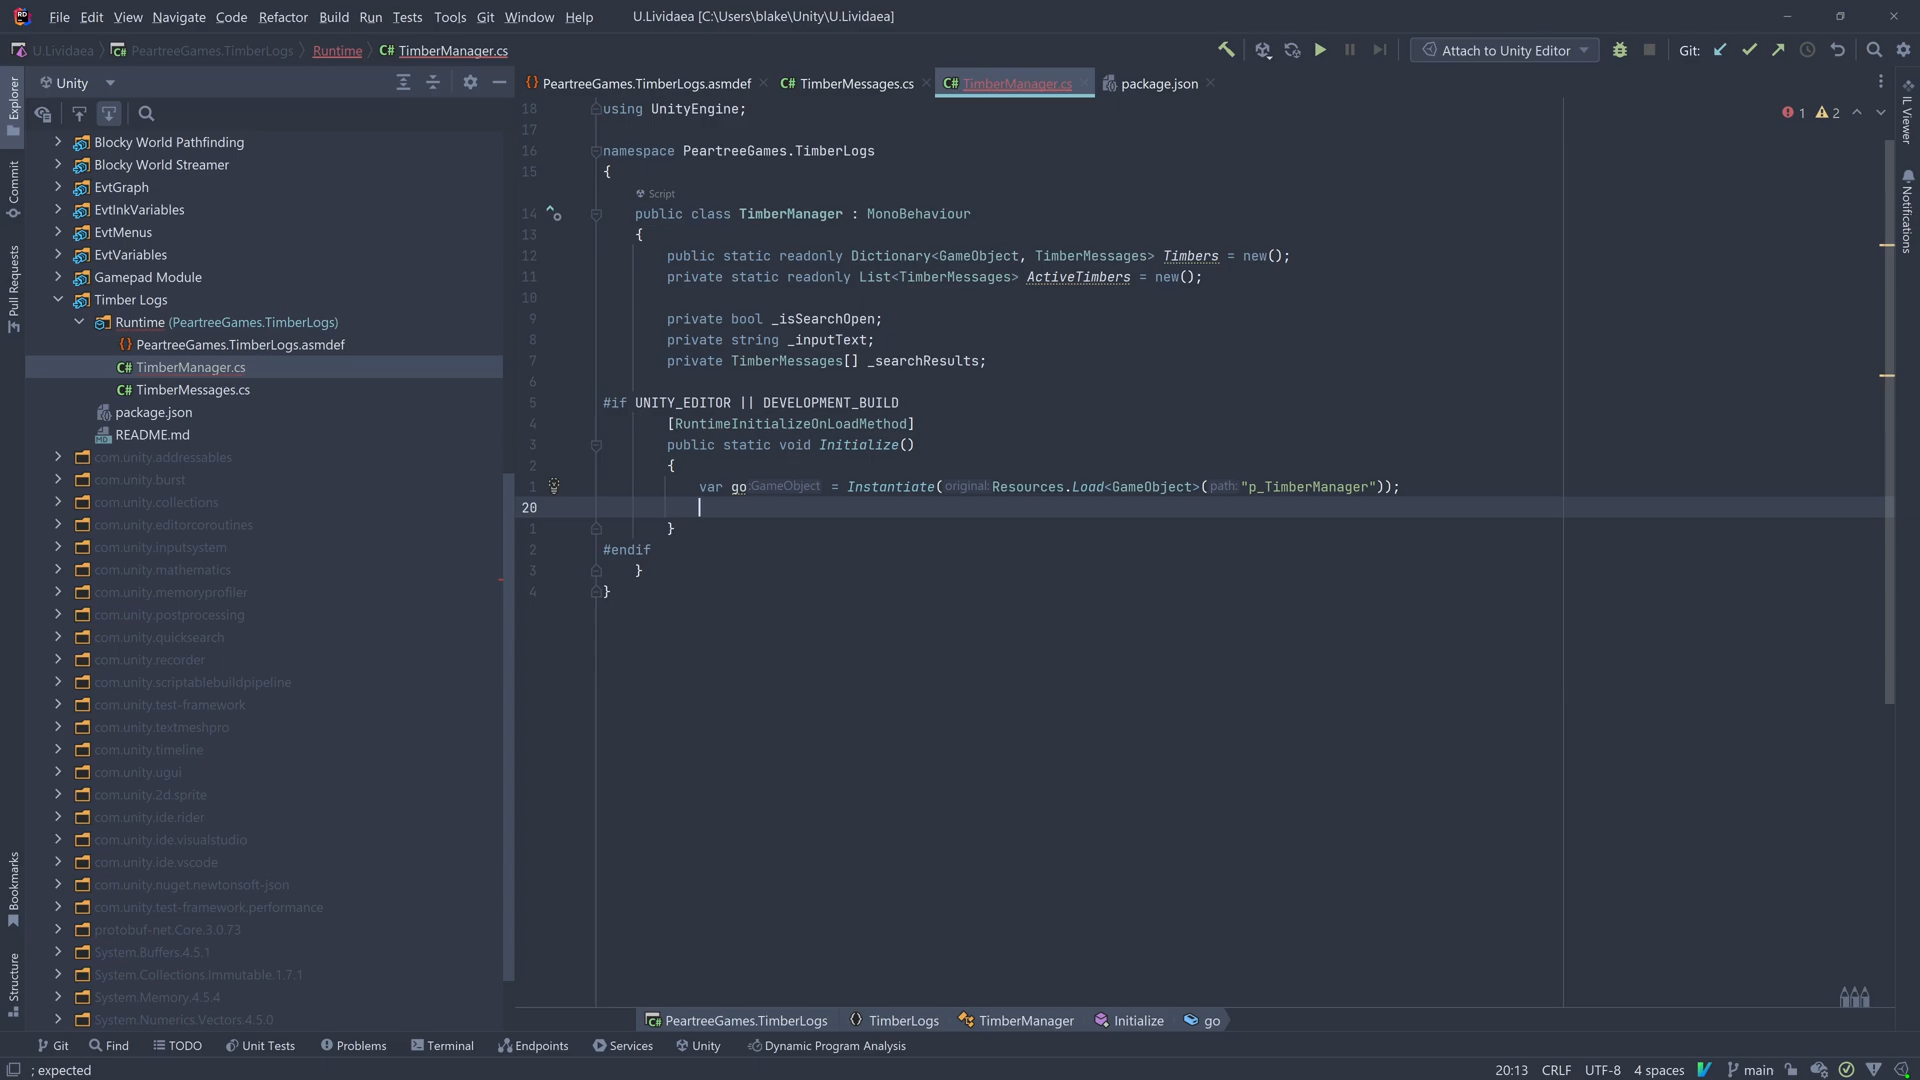 File Edit View Navigate Code Refactor Build Run Tests Tools Git Window Help U.Lividaea [C:\Users\blake\Unity\U.Lividaea]
U.Lividaea PeartreeGames.TimberLogs Runtime C# TimberManager.cs Attach to Unity Editor Git:
Unity
PeartreeGames.TimberLogs.asmdef C# TimberMessages.cs C# TimberManager.cs package.json
Explorer
Commit
Pull Requests
Bookmarks
Structure
Blocky World Pathfinding
Blocky World Streamer
EvtGraph
EvtInkVariables
EvtMenus
EvtVariables
Gamepad Module
Timber Logs
Runtime (PeartreeGames.TimberLogs)
PeartreeGames.TimberLogs.asmdef
C# TimberManager.cs
C# TimberMessages.cs
package.json
README.md
com.unity.addressables
com.unity.burst
com.unity.collections
com.unity.editorcoroutines
com.unity.inputsystem
com.unity.mathematics
com.unity.memoryprofiler
com.unity.postprocessing
com.unity.quicksearch
com.unity.recorder
com.unity.scriptablebuildpipeline
com.unity.test-framework
com.unity.textmeshpro
com.unity.timeline
com.unity.ugui
com.unity.2d.sprite
com.unity.ide.rider
com.unity.ide.visualstudio
com.unity.ide.vscode
com.unity.nuget.newtonsoft-json
com.unity.test-framework.performance
protobuf-net.Core.3.0.73
System.Buffers.4.5.1
System.Collections.Immutable.1.7.1
System.Memory.4.5.4
System.Numerics.Vectors.4.5.0
18 using UnityEngine;
17
16 namespace PeartreeGames.TimberLogs
15 {
Script
14 public class TimberManager : MonoBehaviour
13 {
12 public static readonly Dictionary<GameObject, TimberMessages> Timbers = new();
11 private static readonly List<TimberMessages> ActiveTimbers = new();
10
9 private bool _isSearchOpen;
8 private string _inputText;
7 private TimberMessages[] _searchResults;
6
5 #if UNITY_EDITOR || DEVELOPMENT_BUILD
4 [RuntimeInitializeOnLoadMethod]
3 public static void Initialize()
2 {
1 var go :GameObject = Instantiate( original: Resources.Load<GameObject>( path: "p_TimberManager"));
20
1 }
2 #endif
3 }
4 }
1 2
IL Viewer
Notifications
PeartreeGames.TimberLogs TimberLogs TimberManager Initialize go
Git Find TODO Unit Tests Problems Terminal Endpoints Services Unity Dynamic Program Analysis
; expected 20:13 CRLF UTF-8 4 spaces main